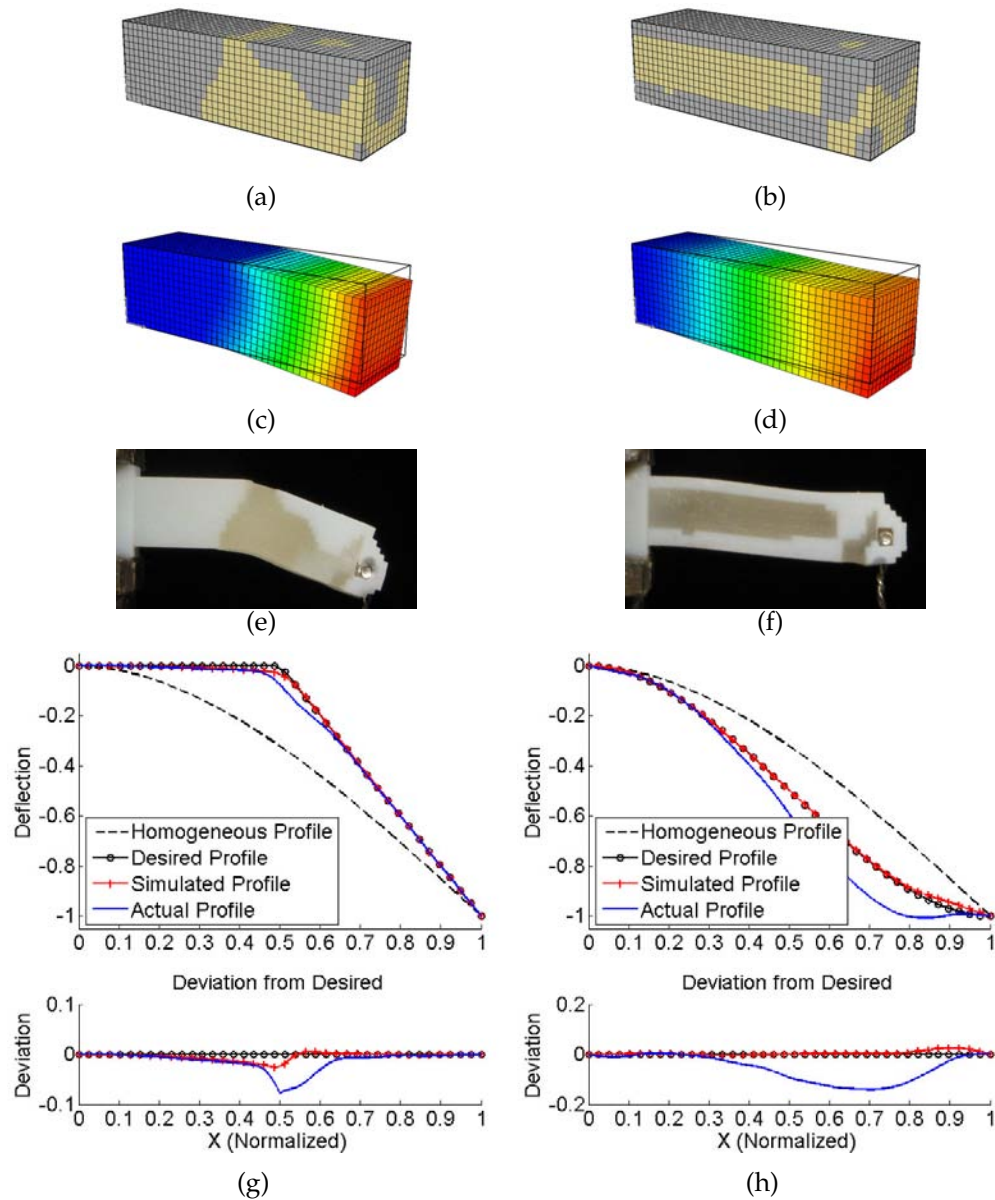 (a)
(b)
(c)
(d)
(e)
(f)
0
-0.2
-0.4
-0.6
-0.8
-1
Deflection
Homogeneous Profile
Desired Profile
Simulated Profile
Actual Profile
0 0.1 0.2 0.3 0.4 0.5 0.6 0.7 0.8 0.9 1
Deviation from Desired
0.1
0
-0.1
Deviation
0 0.1 0.2 0.3 0.4 0.5 0.6 0.7 0.8 0.9 1
X (Normalized)
(g)
0
-0.2
-0.4
-0.6
-0.8
-1
Deflection
Homogeneous Profile
Desired Profile
Simulated Profile
Actual Profile
0 0.1 0.2 0.3 0.4 0.5 0.6 0.7 0.8 0.9 1
Deviation from Desired
0.2
0
-0.2
Deviation
0 0.1 0.2 0.3 0.4 0.5 0.6 0.7 0.8 0.9 1
X (Normalized)
(h)